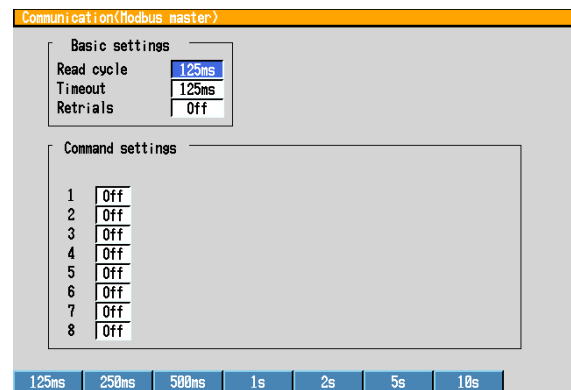 Communication(Modbus master)
Basic settings
Read cycle 125ms
Timeout 125ms
Retrials Off
Command settings
1 Off
2 Off
3 Off
4 Off
5 Off
6 Off
7 Off
8 Off
125ms 250ms 500ms 1s 2s 5s 10s